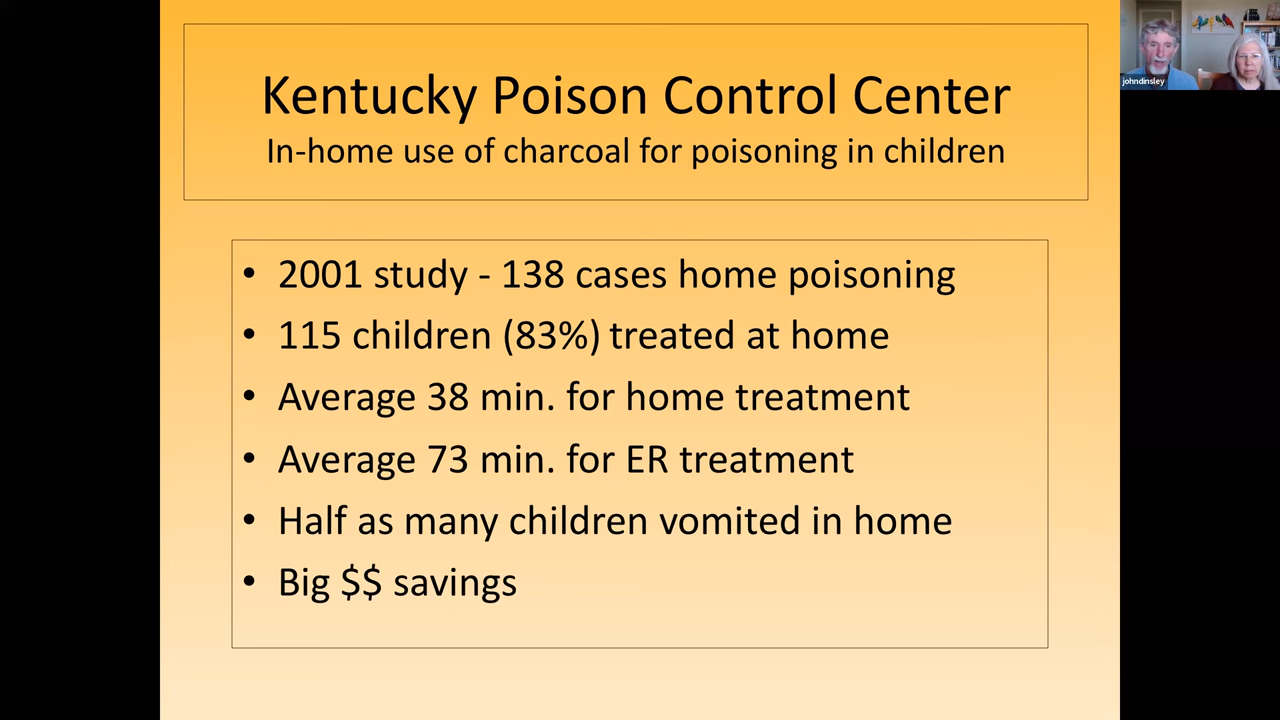 Kentucky Poison Control Center
In-home use of charcoal for poisoning in children
• 2001 study - 138 cases home poisoning
• 115 children (83%) treated at home
• Average 38 min. for home treatment
• Average 73 min. for ER treatment
• Half as many children vomited in home
• Big $$ savings
johndinsley